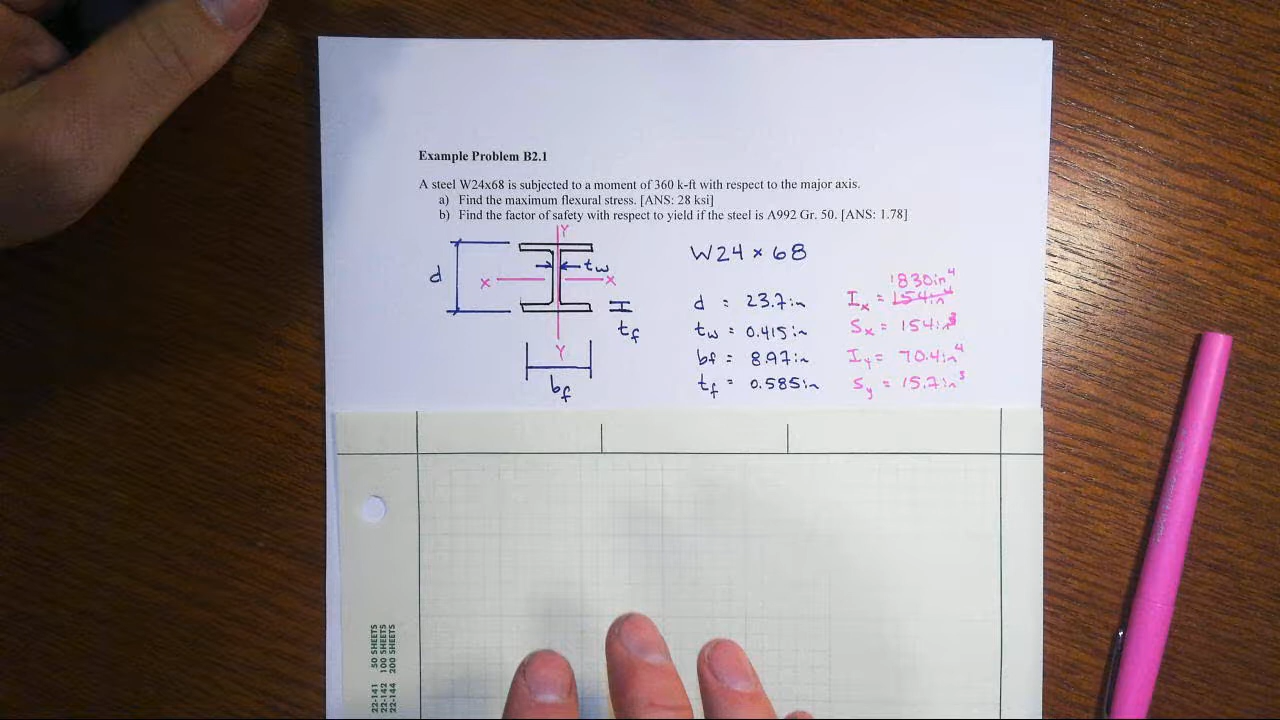 Example Problem B2.1
A steel W24x68 is subjected to a moment of 360 k-ft with respect to the major axis.
a) Find the maximum flexural stress. [ANS: 28 ksi]
b) Find the factor of safety with respect to yield if the steel is A992 Gr. 50. [ANS: 1.78]
Y
W24 × 68
tw
d
x
x
1830in⁴
d = 23.7in
Ix = 154in⁴
tf
tw = 0.415in
Sx = 154in³
Y
bf = 8.97in
Iy = 70.4in⁴
bf
tf = 0.585in
Sy = 15.7in³
22-141 50 SHEETS
22-142 100 SHEETS
22-144 200 SHEETS